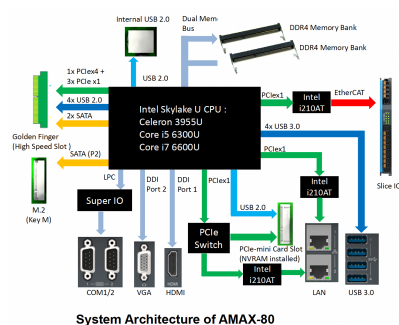 Internal USB 2.0
Dual Mem
Bus
DDR4 Memory Bank
DDR4 Memory Bank
1x PCIex4 +
3x PCIe x1
USB 2.0
4x USB 2.0
2x SATA
Golden Finger
(High Speed Slot )
SATA (P2)
M.2
(Key M)
Intel Skylake U CPU :
Celeron 3955U
Core i5 6300U
Core i7 6600U
PCIex1
Intel
i210AT
EtherCAT
Slice IO
4x USB 3.0
PCIex1
Intel
i210AT
LPC
DDI
Port 2
DDI
Port 1
PCIex1
USB 2.0
Super IO
PCIe
Switch
PCIe-mini Card Slot
(NVRAM installed)
Intel
i210AT
COM1/2
VGA
HDMI
LAN
USB 3.0
System Architecture of AMAX-80